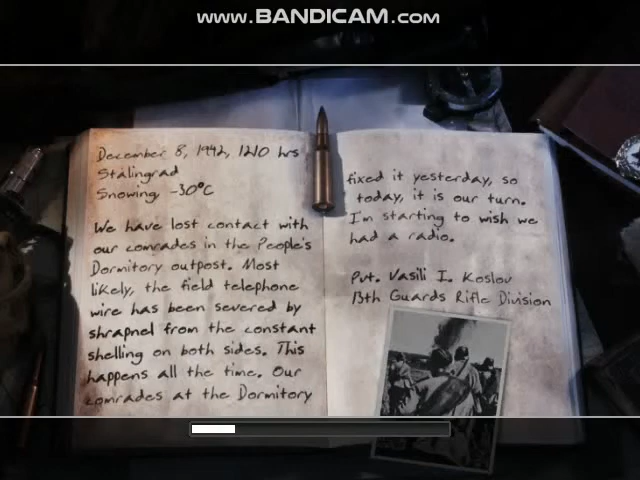 www.BANDICAM.com
December 8, 1942, 1210 hrs
Stalingrad
Snowing, -30°C
We have lost contact with
our comrades in the People's
Dormitory outpost. Most
likely, the field telephone
wire has been severed by
shrapnel from the constant
shelling on both sides. This
happens all the time. Our
comrades at the Dormitory
fixed it yesterday, so
today, it is our turn.
I'm starting to wish we
had a radio.
Pvt. Vasili I. Koslov
13th Guards Rifle Division